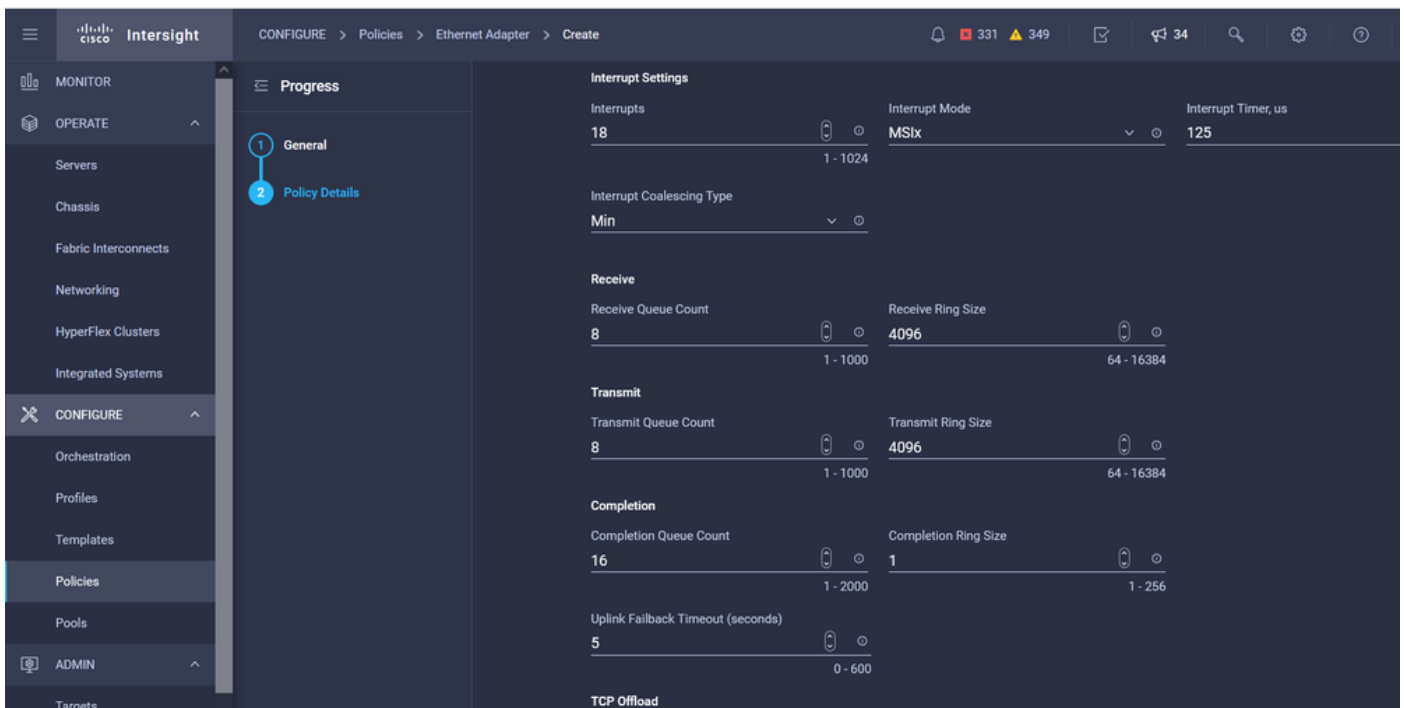 cisco Intersight
CONFIGURE > Policies > Ethernet Adapter > Create
331 349 34
MONITOR
OPERATE
Servers
Chassis
Fabric Interconnects
Networking
HyperFlex Clusters
Integrated Systems
CONFIGURE
Orchestration
Profiles
Templates
Policies
Pools
ADMIN
Targets
Progress
1 General
2 Policy Details
Interrupt Settings
Interrupts
18
1 - 1024
Interrupt Mode
MSIx
Interrupt Timer, us
125
Interrupt Coalescing Type
Min
Receive
Receive Queue Count
8
1 - 1000
Receive Ring Size
4096
64 - 16384
Transmit
Transmit Queue Count
8
1 - 1000
Transmit Ring Size
4096
64 - 16384
Completion
Completion Queue Count
16
1 - 2000
Completion Ring Size
1
1 - 256
Uplink Failback Timeout (seconds)
5
0 - 600
TCP Offload